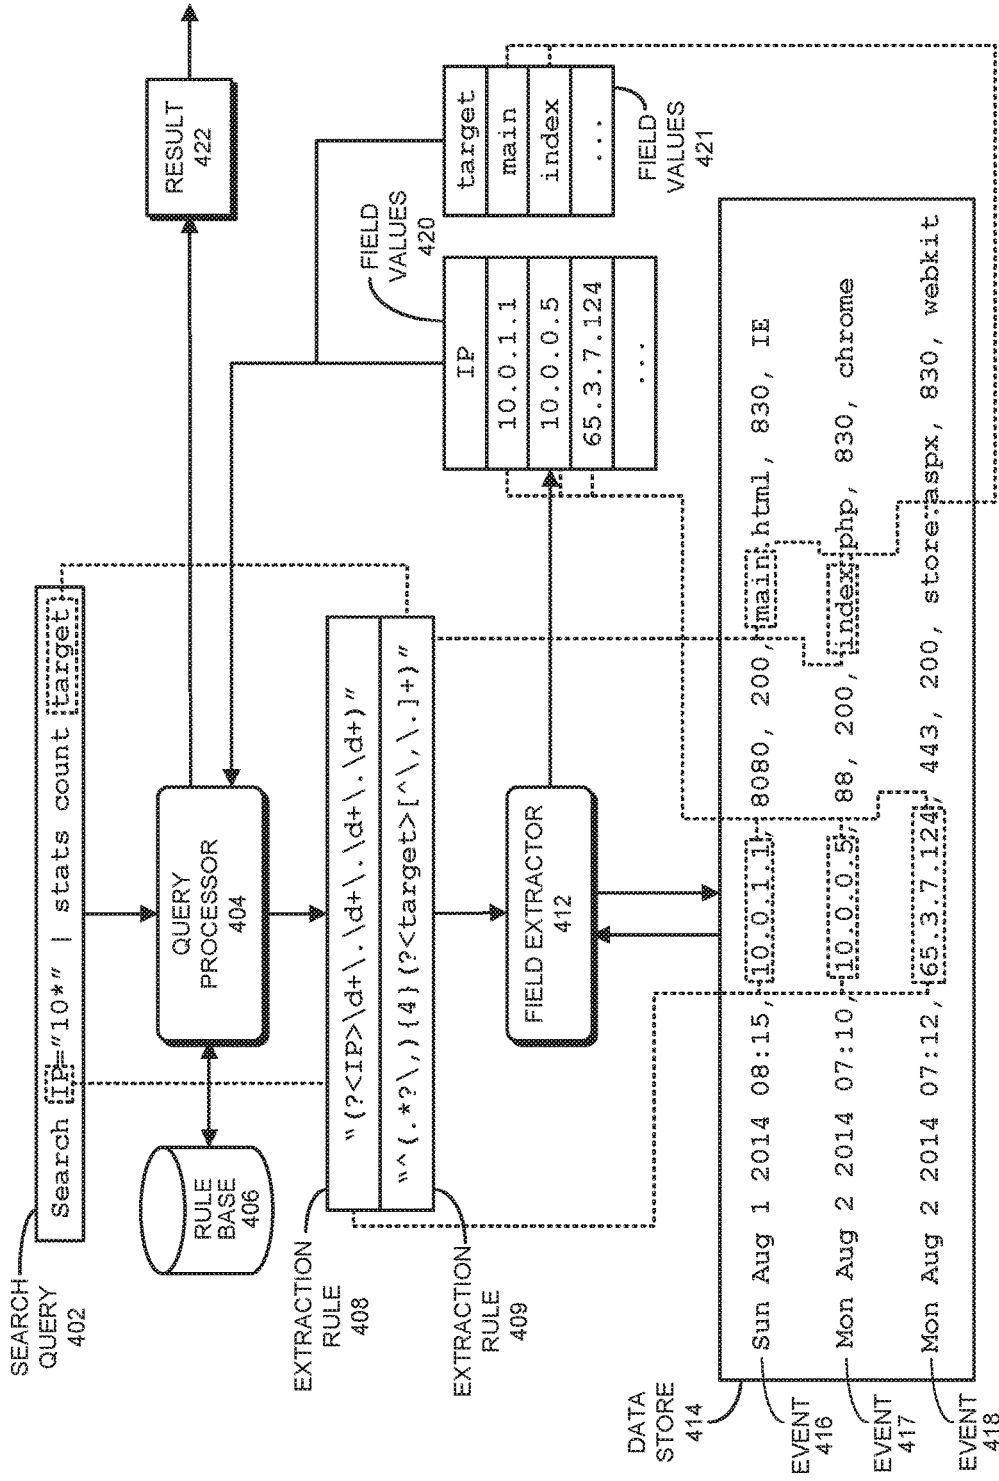 SEARCH
QUERY
402
Search IP="10*" | stats count target
RULE
BASE
406
QUERY
PROCESSOR
404
RESULT
422
EXTRACTION
RULE
408
"(?<IP>\d+\.\d+\.\d+\.\d+)"
"^(.*?\,){4}(?<target>[^\,\.]+)"
EXTRACTION
RULE
409
FIELD EXTRACTOR
412
FIELD
VALUES
420
IP
10.0.1.1
10.0.0.5
65.3.7.124
...
target
main
index
...
FIELD
VALUES
421
DATA
STORE
414
Sun Aug 1 2014 08:15, 10.0.1.1, 8080, 200, main.html, 830, IE
EVENT
416
Mon Aug 2 2014 07:10, 10.0.0.5, 88, 200, index.php, 830, chrome
EVENT
417
Mon Aug 2 2014 07:12, 65.3.7.124, 443, 200, store.aspx, 830, webkit
EVENT
418